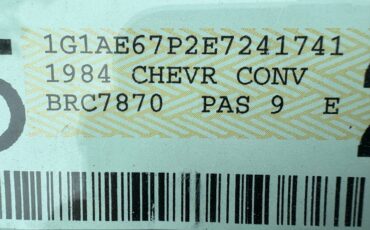 1G1AE67P2E7241741
1984 CHEVR CONV
BRC7870 PAS 9 E